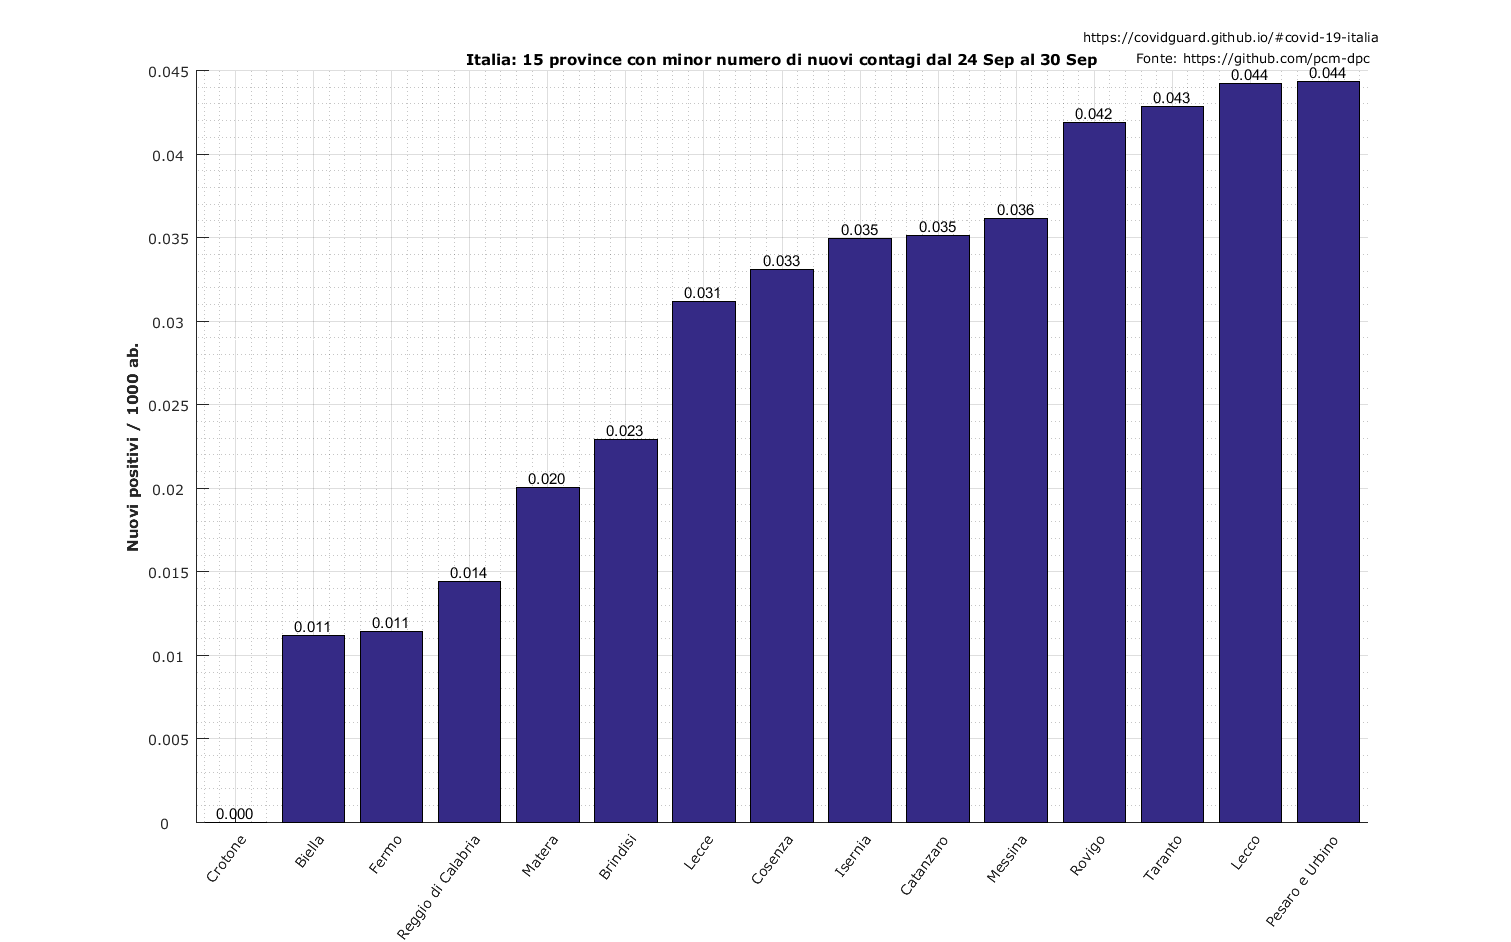 https://covidguard.github.io/#covid-19-italia
Italia: 15 province con minor numero di nuovi contagi dal 24 Sep al 30 Sep
Fonte: https://github.com/pcm-dpc
Nuovi positivi / 1000 ab.
0.045
0.04
0.035
0.03
0.025
0.02
0.015
0.01
0.005
0
0.000
0.011
0.011
0.014
0.020
0.023
0.031
0.033
0.035
0.035
0.036
0.042
0.043
0.044
0.044
Crotone
Biella
Fermo
Reggio di Calabria
Matera
Brindisi
Lecce
Cosenza
Isernia
Catanzaro
Messina
Rovigo
Taranto
Lecco
Pesaro e Urbino